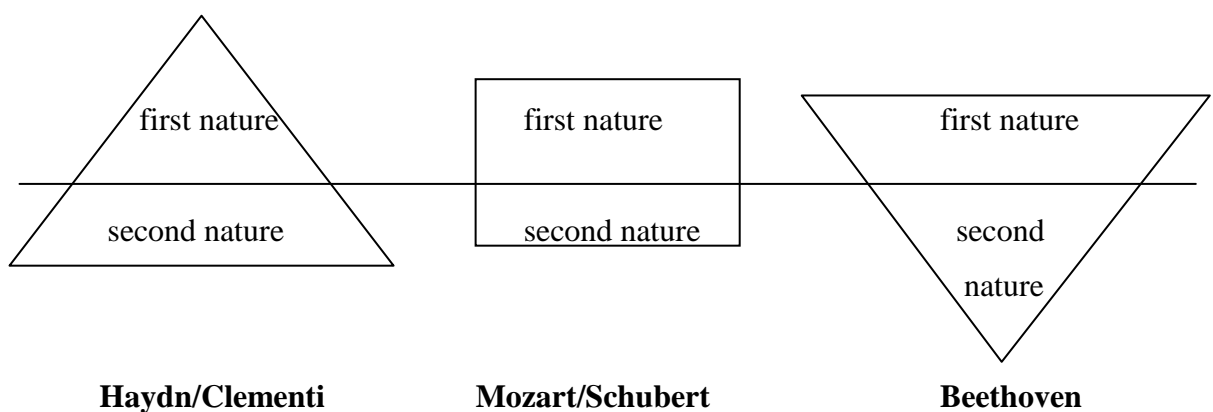 first nature
first nature
first nature
second nature
second nature
second
nature
Haydn/Clementi
Mozart/Schubert
Beethoven